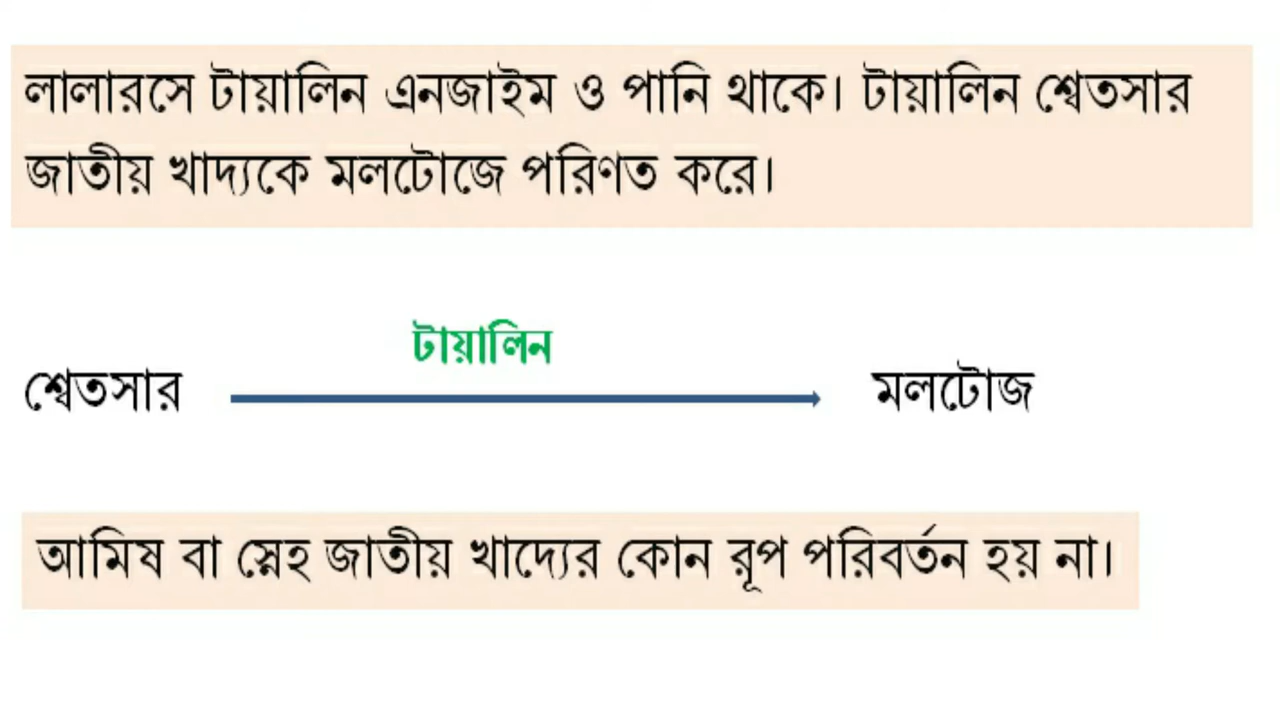 লালারসে টায়ালিন এনজাইম ও পানি থাকে। টায়ালিন শ্বেতসার
জাতীয় খাদ্যকে মলটোজে পরিণত করে।
টায়ালিন
শ্বেতসার মলটোজ
আমিষ বা স্নেহ জাতীয় খাদ্যের কোন রূপ পরিবর্তন হয় না।